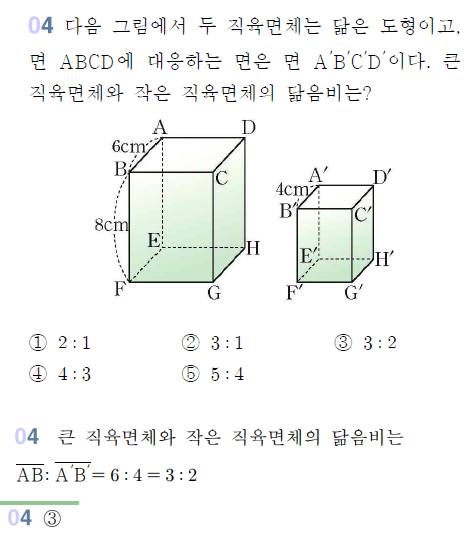 04 다음 그림에서 두 직육면체는 닮은 도형이고,
면 ABCD에 대응하는 면은 면 A′B′C′D′이다. 큰
직육면체와 작은 직육면체의 닮음비는?
A D
6cm
B C
8cm
E H
F G
A′ D′
4cm
B′ C′
E′ H′
F′ G′
① 2 : 1 ② 3 : 1 ③ 3 : 2
④ 4 : 3 ⑤ 5 : 4
04 큰 직육면체와 작은 직육면체의 닮음비는
A̅B̅ : A̅′B̅′ = 6 : 4 = 3 : 2
04 ③